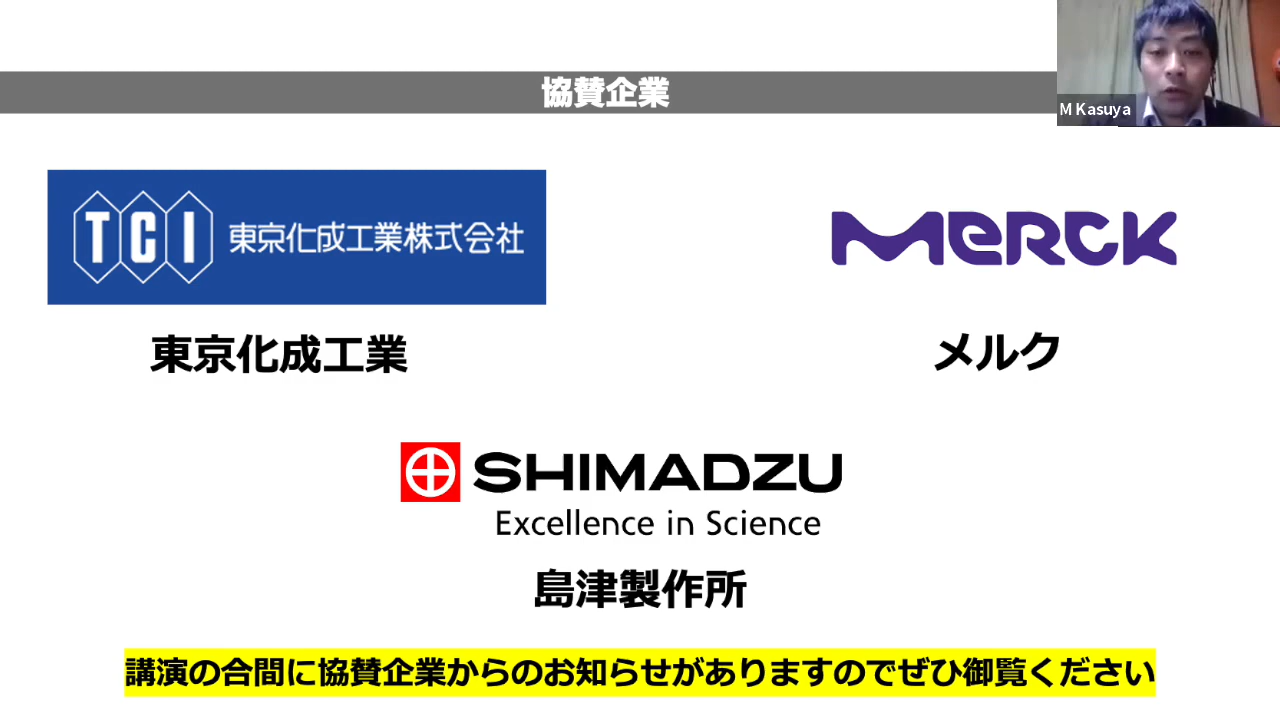 協賛企業
M Kasuya
TCI 東京化成工業株式会社
MERCK
東京化成工業
メルク
SHIMADZU
Excellence in Science
島津製作所
講演の合間に協賛企業からのお知らせがありますのでぜひ御覧ください